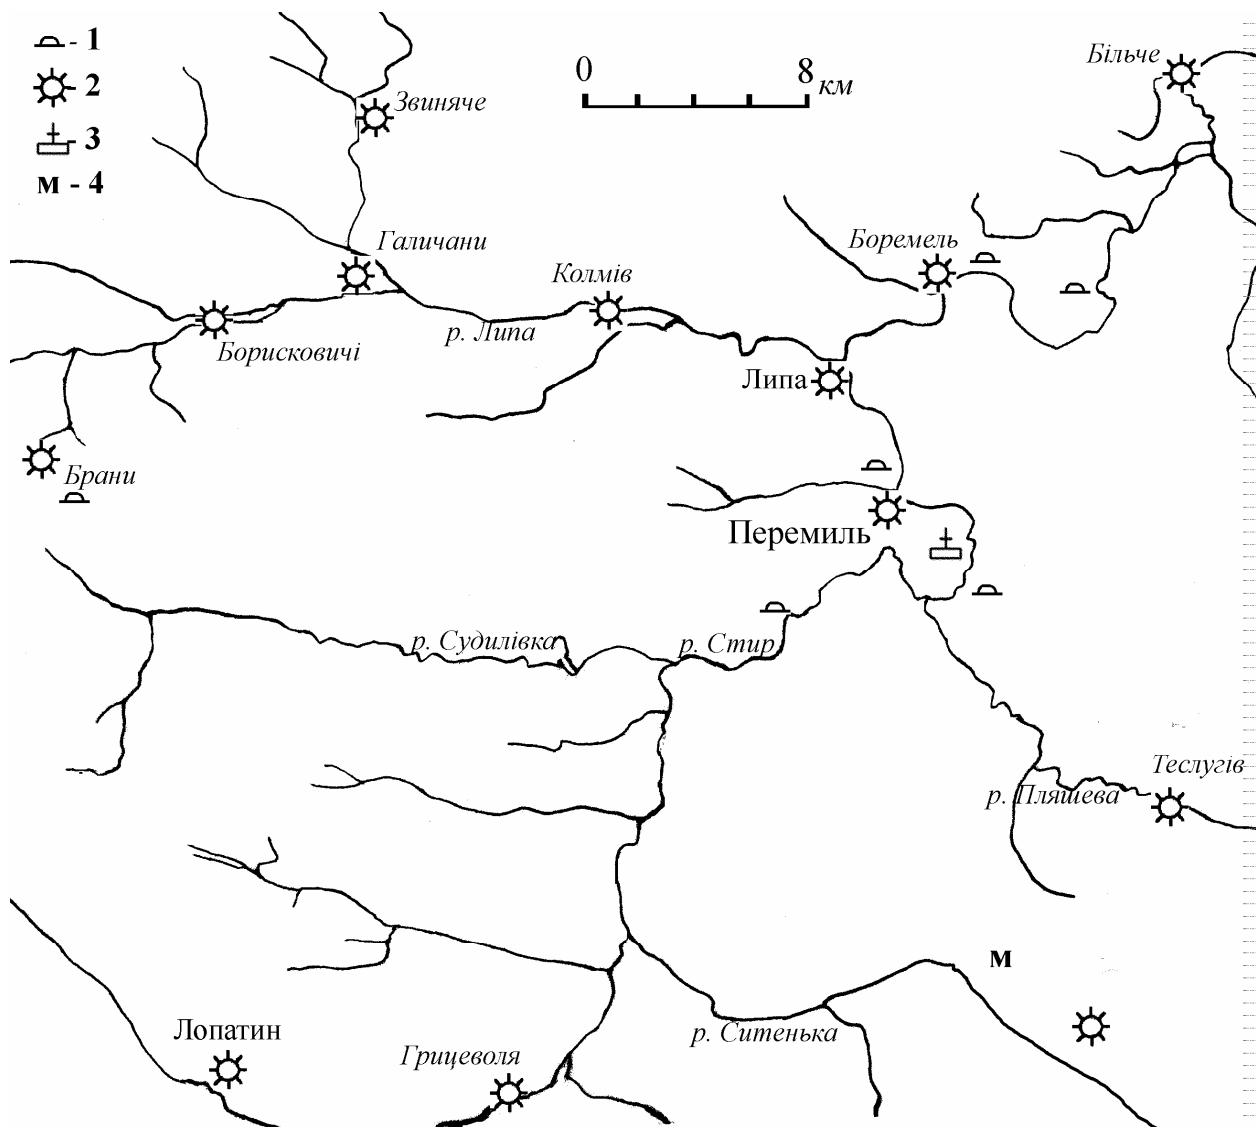 - 1
- 2
- 3
м - 4
0 8 км
Більче
Звиняче
Галичани
Боремель
Колмів
р. Липа
Борисковичі
Липа
Брани
Перемиль
р. Судилівка
р. Стир
Теслугів
р. Пляшева
м
Лопатин
р. Ситенька
Грицеволя